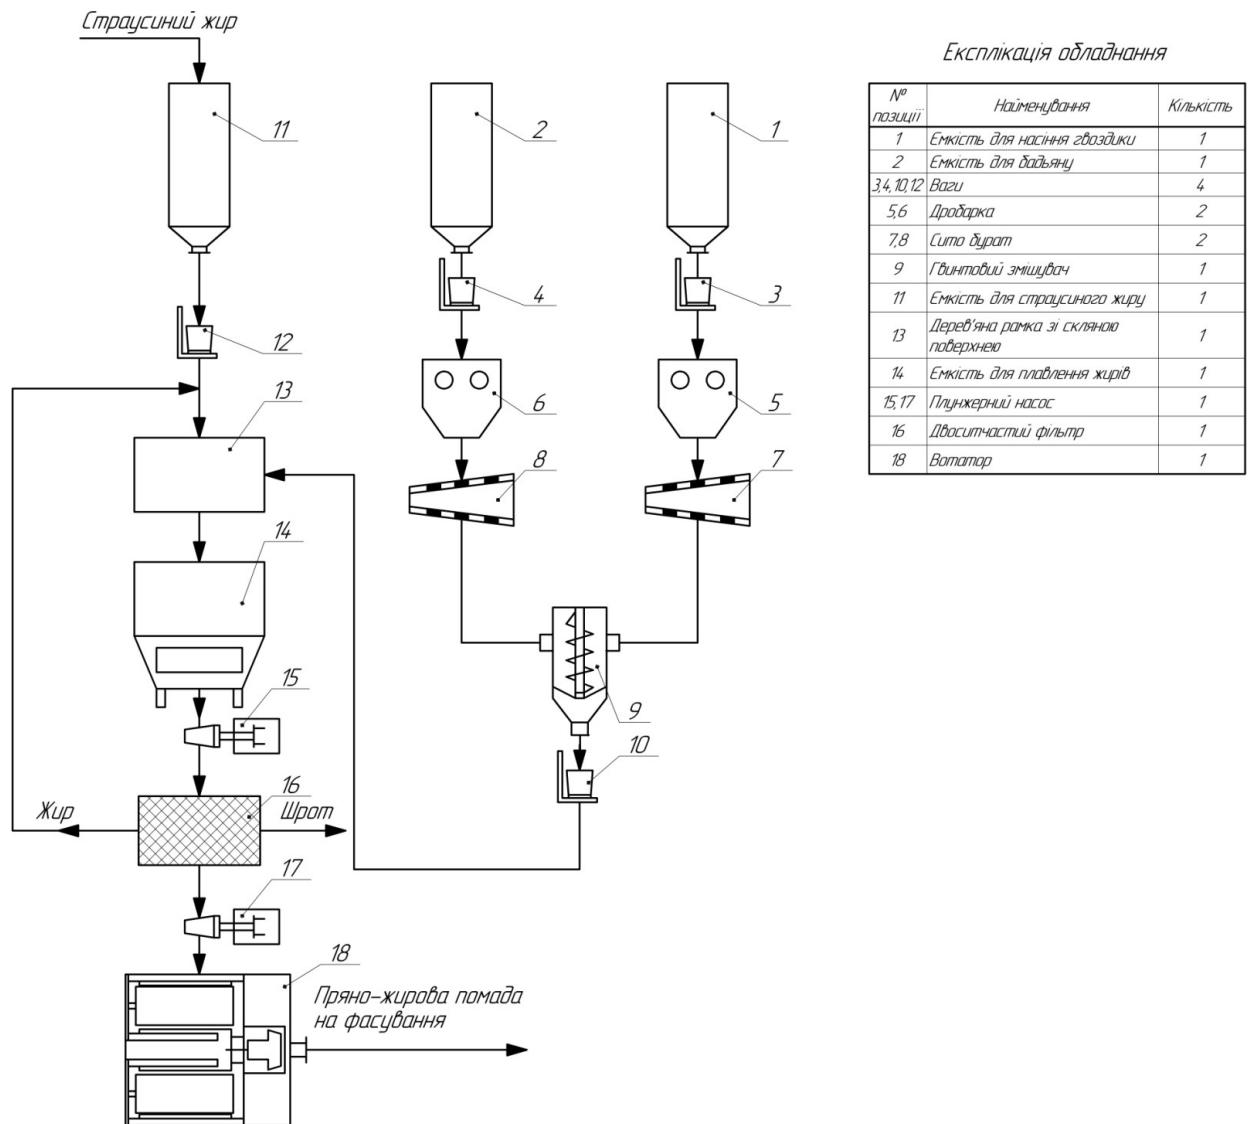 Страусиний жир
11
2
1
4
3
12
13
6
5
8
7
14
15
9
10
16
Жир
Шрот
17
18
Пряно-жирова помада
на фасування
Експлікація обладнання
№ позиції Найменування Кількість
1 Емкість для насіння гвоздики 1
2 Емкість для бадьяну 1
3,4,10,12 Ваги 4
5,6 Дробарка 2
7,8 Сито бурат 2
9 Гвинтовий змішувач 1
11 Емкість для страусиного жиру 1
13 Дерев'яна рамка зі скляною
поверхнею 1
14 Емкість для плавлення жирів 1
15,17 Плунжерний насос 1
16 Двоситчастий фільтр 1
18 Вотатор 1